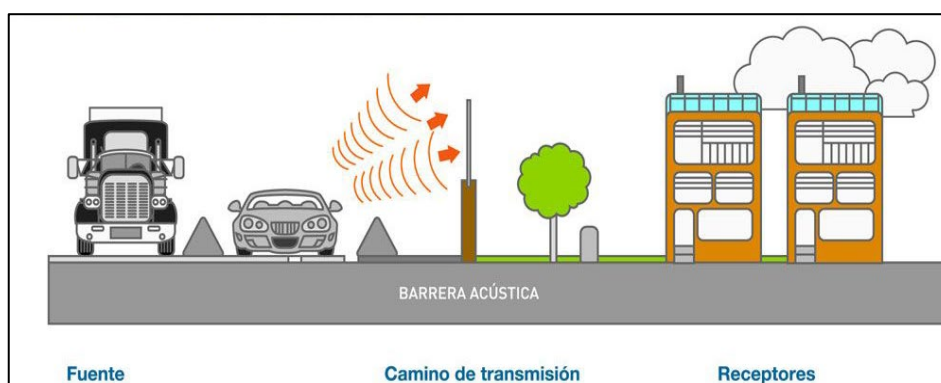 BARRERA ACÚSTICA
Fuente
Camino de transmisión
Receptores